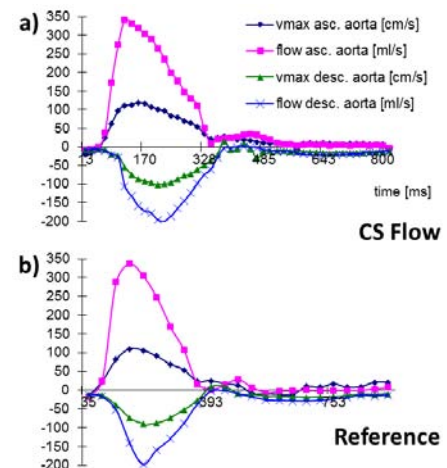 a)
vmax asc. aorta [cm/s]
flow asc. aorta [ml/s]
vmax desc. aorta [cm/s]
flow desc. aorta [ml/s]
350
300
250
200
150
100
50
0
-50
-100
-150
-200
13 170 328 485 643 800
time [ms]
CS Flow
b)
350
300
250
200
150
100
50
0
-50
-100
-150
-200
35 393 753
Reference